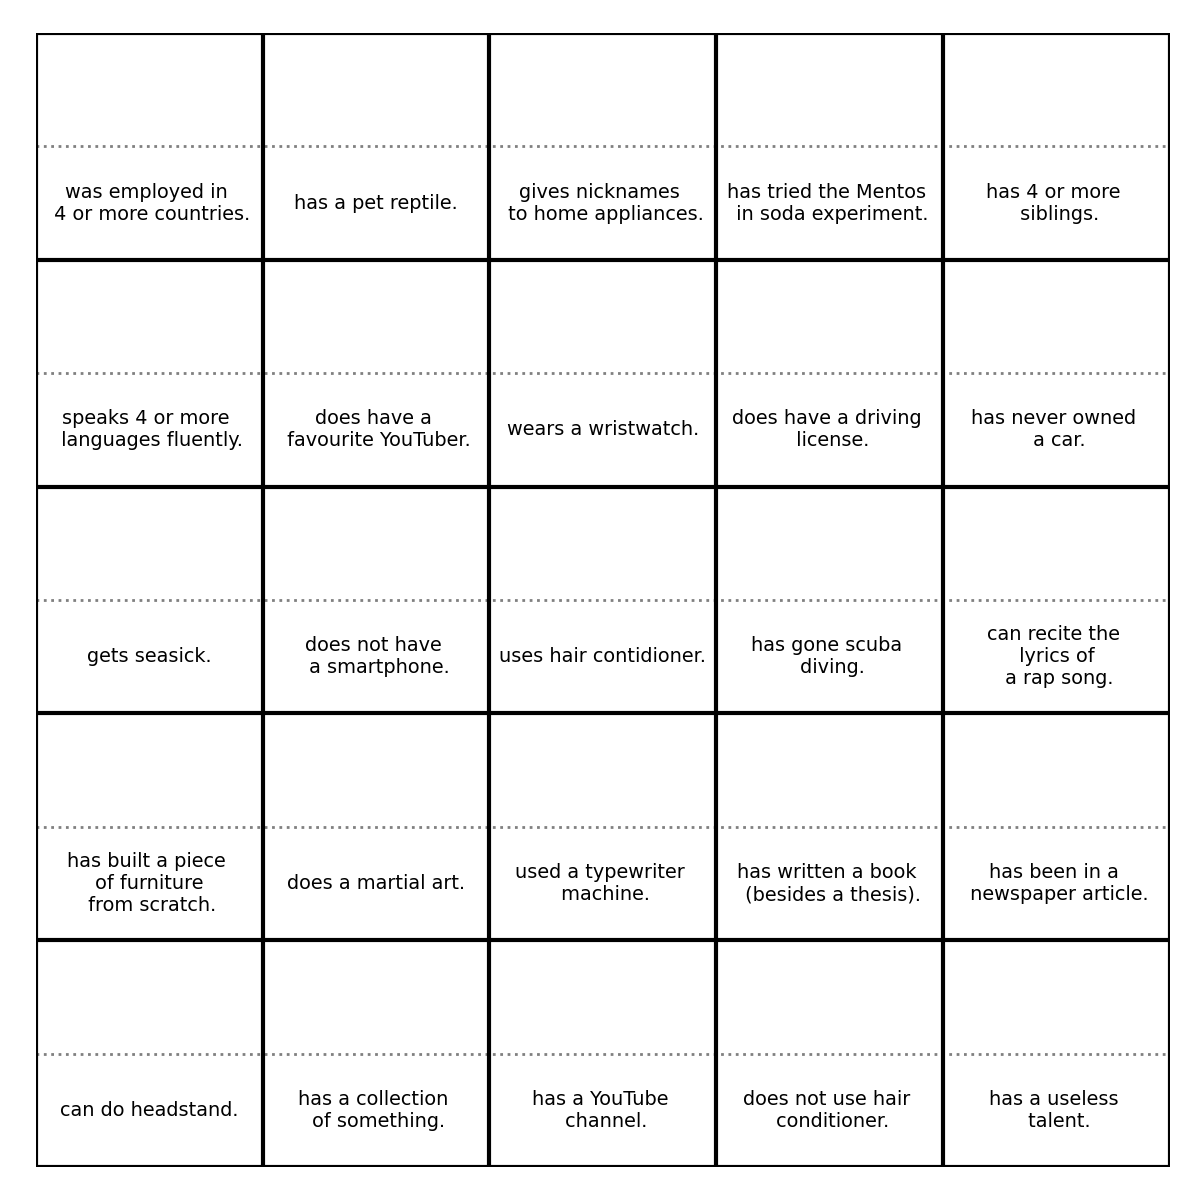 was employed in
4 or more countries.
has a pet reptile.
gives nicknames
to home appliances.
has tried the Mentos
in soda experiment.
has 4 or more
siblings.
speaks 4 or more
languages fluently.
does have a
favourite YouTuber.
wears a wristwatch.
does have a driving
license.
has never owned
a car.
gets seasick.
does not have
a smartphone.
uses hair contidioner.
has gone scuba
diving.
can recite the
lyrics of
a rap song.
has built a piece
of furniture
from scratch.
does a martial art.
used a typewriter
machine.
has written a book
(besides a thesis).
has been in a
newspaper article.
can do headstand.
has a collection
of something.
has a YouTube
channel.
does not use hair
conditioner.
has a useless
talent.